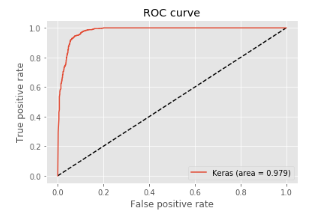 ROC curve
True positive rate
1.0
0.8
0.6
0.4
0.2
0.0
0.0 0.2 0.4 0.6 0.8 1.0
Keras (area = 0.979)
False positive rate